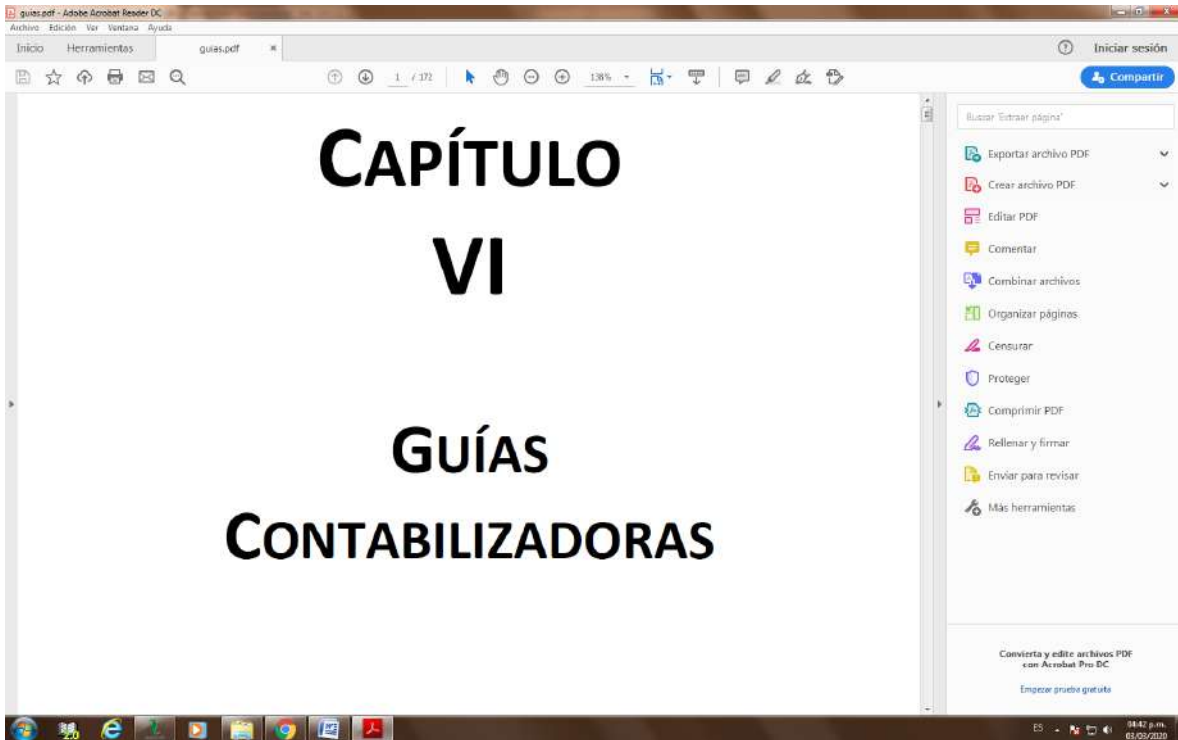 guias.pdf - Adobe Acrobat Reader DC
Archivo Edición Ver Ventana Ayuda
Inicio Herramientas guias.pdf × Iniciar sesión
1 / 172 138% Compartir
CAPÍTULO
VI
GUÍAS
CONTABILIZADORAS
Buscar 'Extraer página'
Exportar archivo PDF
Crear archivo PDF
Editar PDF
Comentar
Combinar archivos
Organizar páginas
Censurar
Proteger
Comprimir PDF
Rellenar y firmar
Enviar para revisar
Más herramientas
Convierta y edite archivos PDF
con Acrobat Pro DC
Empezar prueba gratuita
ES 04:42 p.m.
03/03/2020